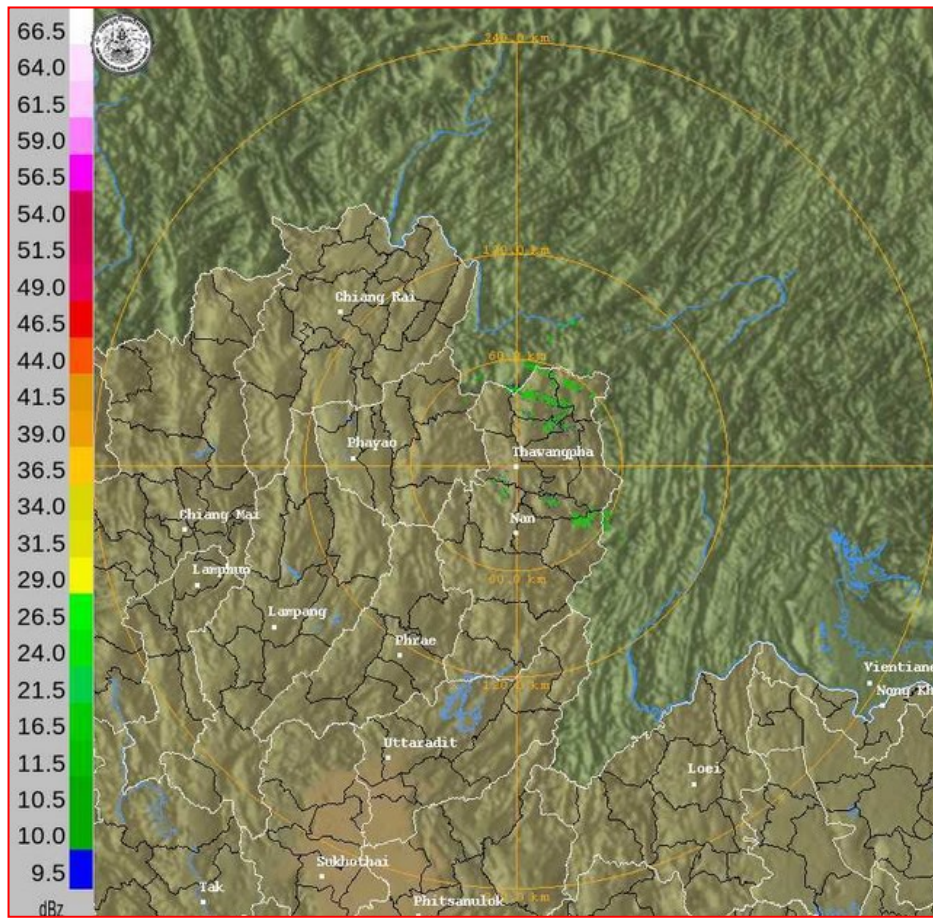 66.5
64.0
61.5
59.0
56.5
54.0
51.5
49.0
46.5
44.0
41.5
39.0
36.5
34.0
31.5
29.0
26.5
24.0
21.5
16.5
11.5
10.5
10.0
9.5
dBz
240.0 km
120.0 km
Chiang Rai
60.0 km
Phayao
Thawangpha
Chiang Mai
Nan
Lamphun
60.0 km
Lampang
Phrae
120.0 km
Vientiane
Nong Kh
Uttaradit
Loei
Sukhothai
Tak
Phitsanulok